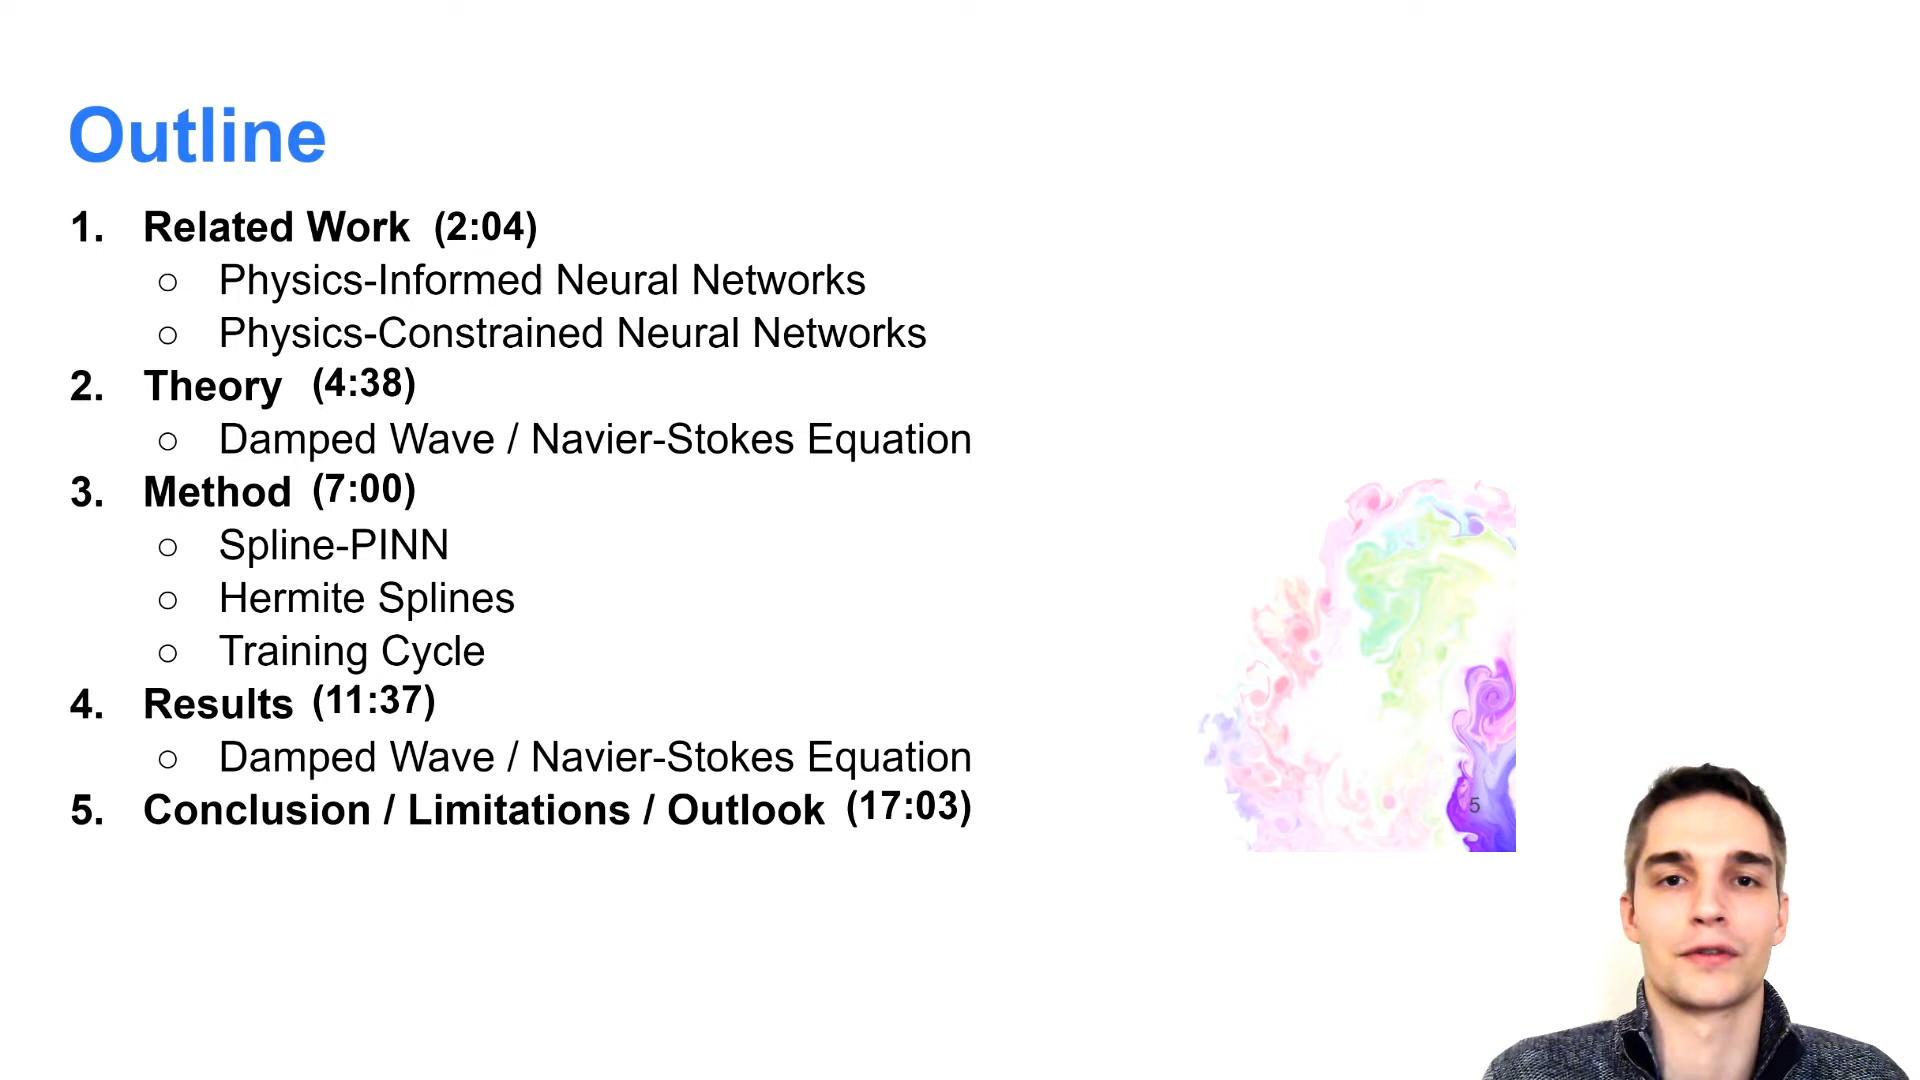 Outline
1. Related Work (2:04)
○ Physics-Informed Neural Networks
○ Physics-Constrained Neural Networks
2. Theory (4:38)
○ Damped Wave / Navier-Stokes Equation
3. Method (7:00)
○ Spline-PINN
○ Hermite Splines
○ Training Cycle
4. Results (11:37)
○ Damped Wave / Navier-Stokes Equation
5. Conclusion / Limitations / Outlook (17:03)
5